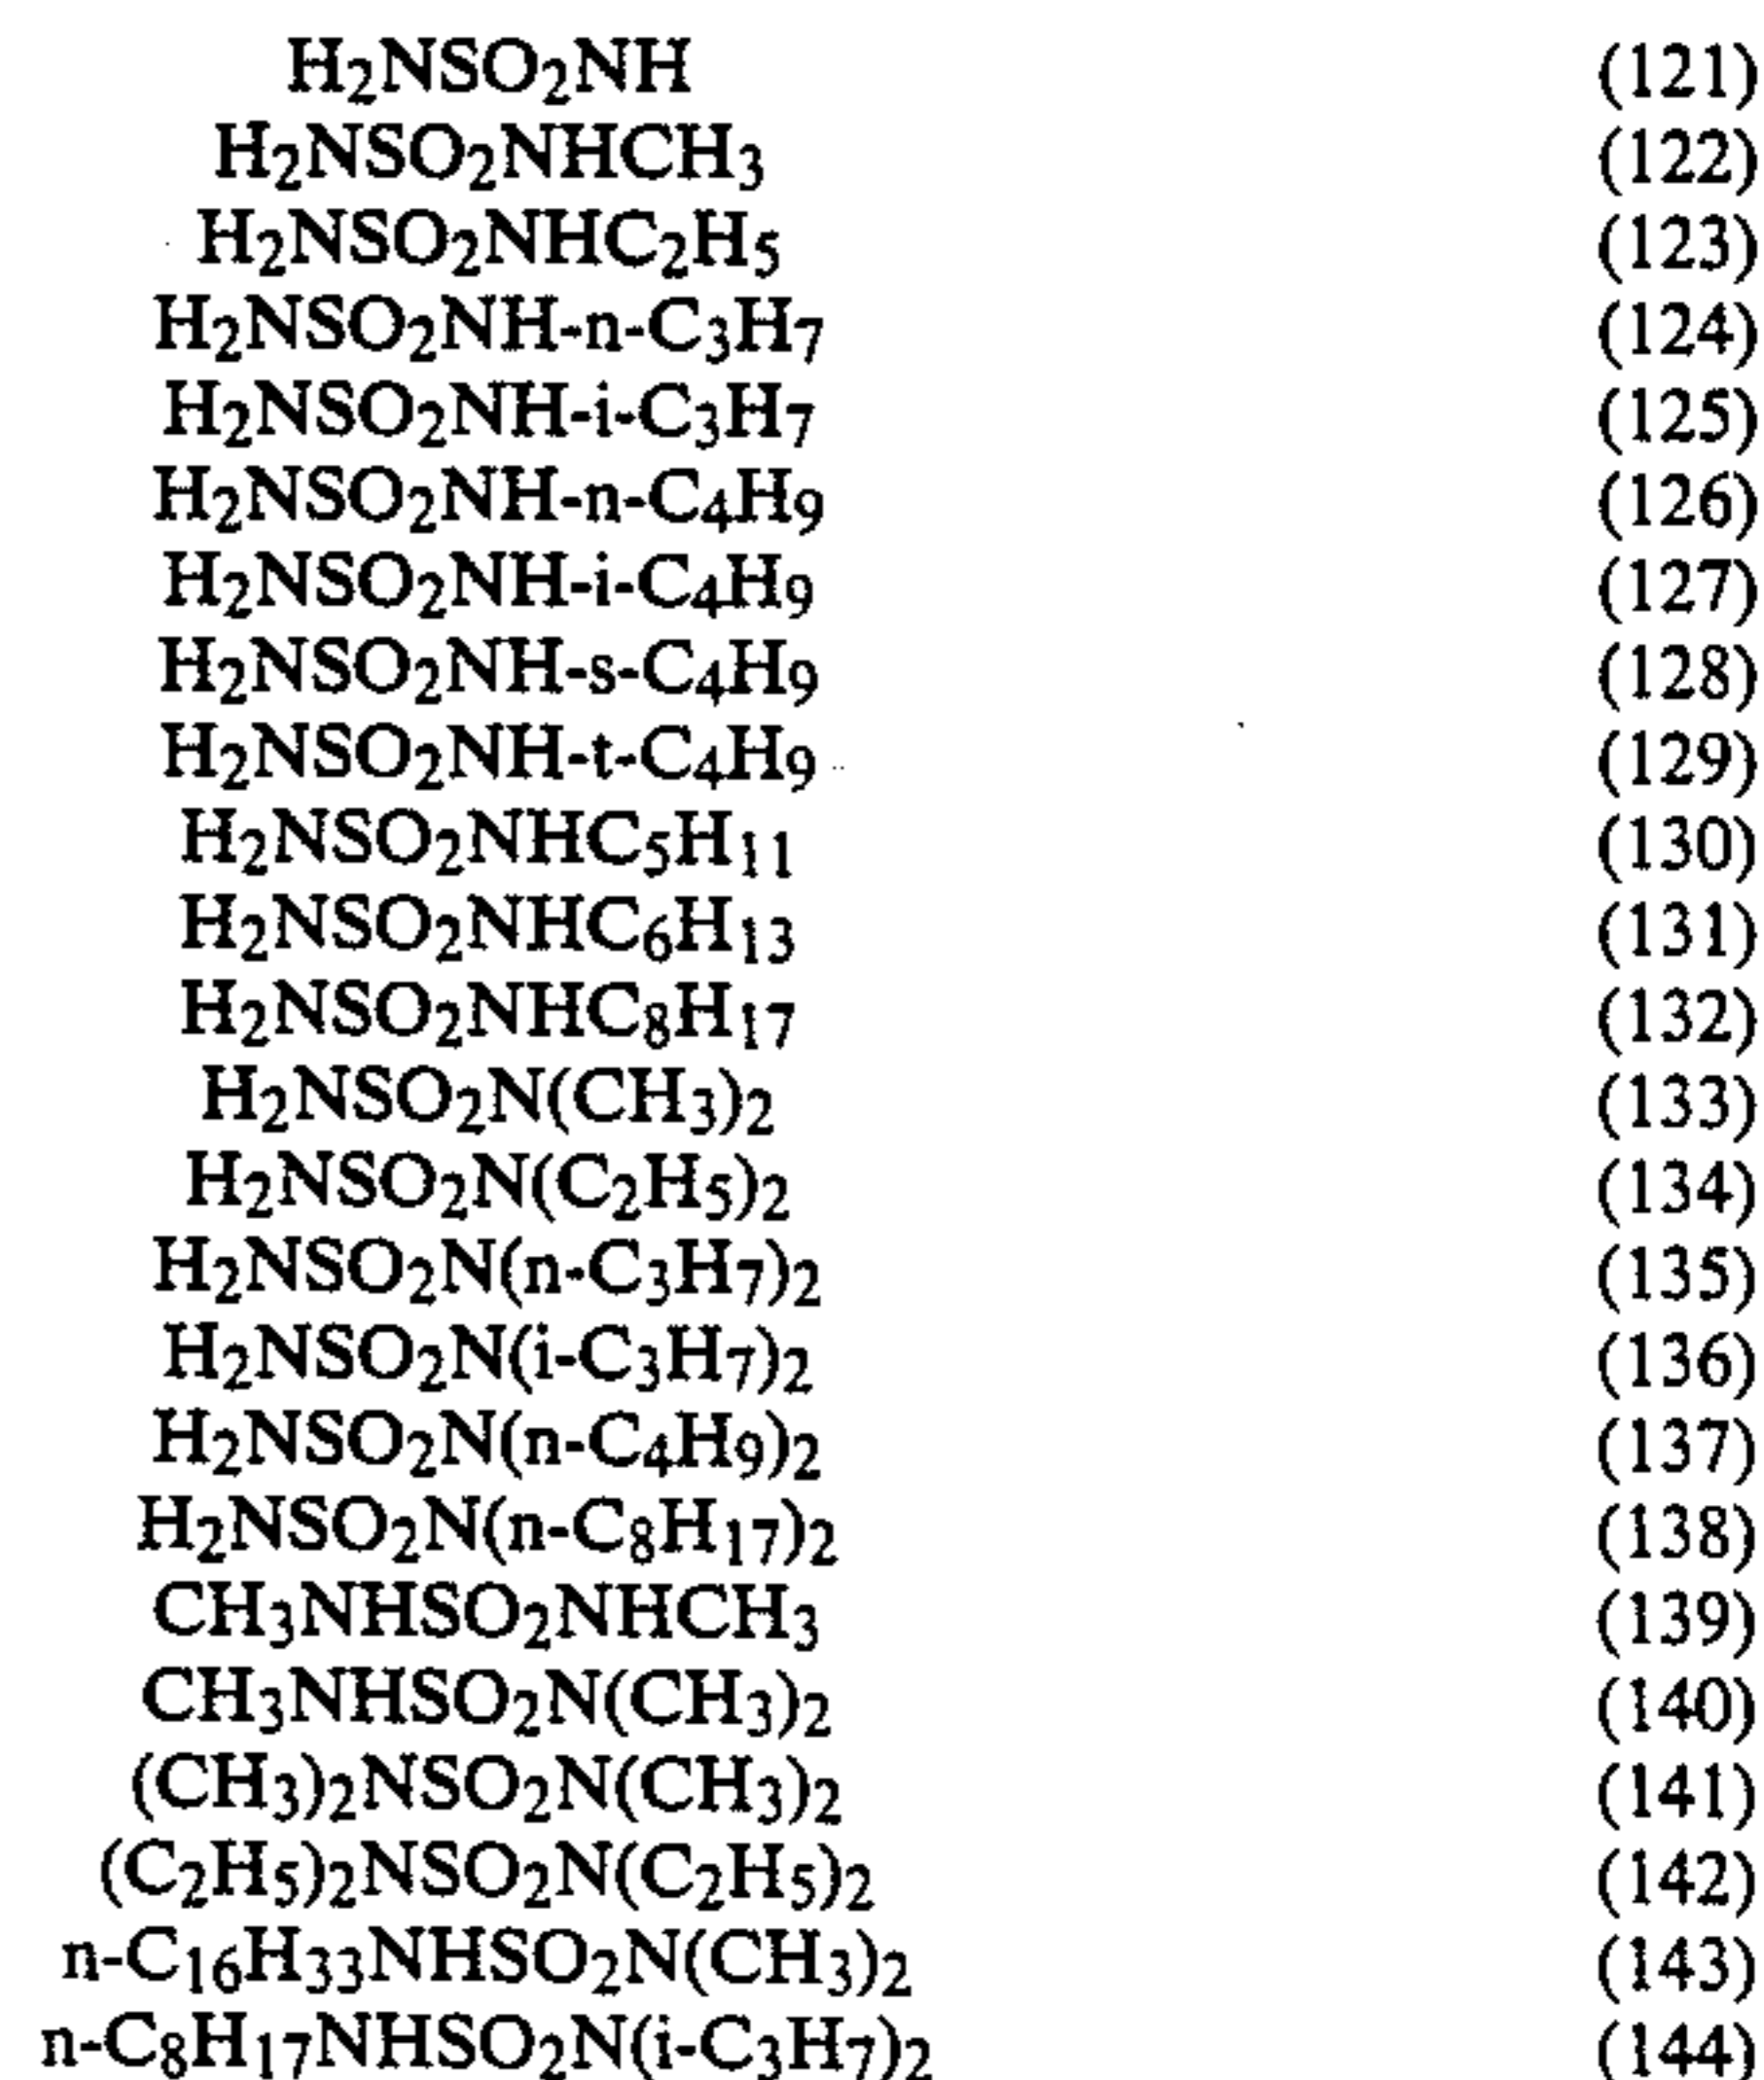 H2NSO2NH (121)
H2NSO2NHCH3 (122)
H2NSO2NHC2H5 (123)
H2NSO2NH-n-C3H7 (124)
H2NSO2NH-i-C3H7 (125)
H2NSO2NH-n-C4H9 (126)
H2NSO2NH-i-C4H9 (127)
H2NSO2NH-s-C4H9 (128)
H2NSO2NH-t-C4H9 (129)
H2NSO2NHC5H11 (130)
H2NSO2NHC6H13 (131)
H2NSO2NHC8H17 (132)
H2NSO2N(CH3)2 (133)
H2NSO2N(C2H5)2 (134)
H2NSO2N(n-C3H7)2 (135)
H2NSO2N(i-C3H7)2 (136)
H2NSO2N(n-C4H9)2 (137)
H2NSO2N(n-C8H17)2 (138)
CH3NHSO2NHCH3 (139)
CH3NHSO2N(CH3)2 (140)
(CH3)2NSO2N(CH3)2 (141)
(C2H5)2NSO2N(C2H5)2 (142)
n-C16H33NHSO2N(CH3)2 (143)
n-C8H17NHSO2N(i-C3H7)2 (144)